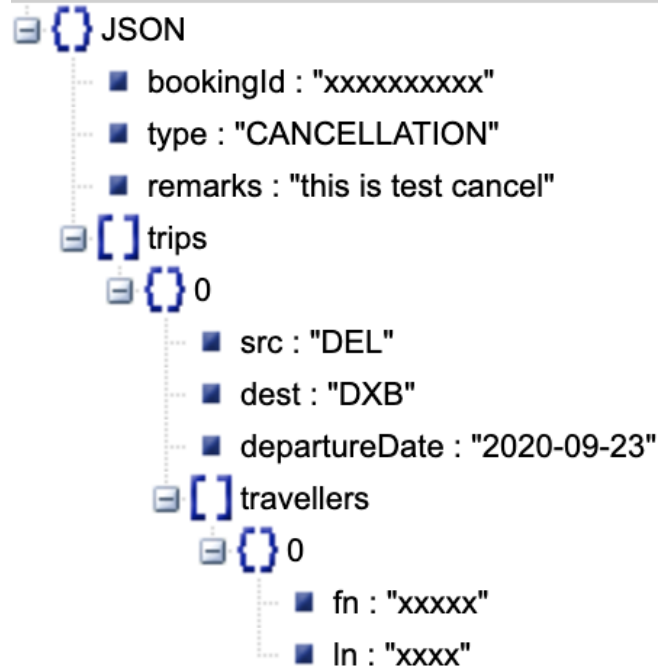 JSON
bookingId : "xxxxxxxxxx"
type : "CANCELLATION"
remarks : "this is test cancel"
trips
0
src : "DEL"
dest : "DXB"
departureDate : "2020-09-23"
travellers
0
fn : "xxxxx"
ln : "xxxx"